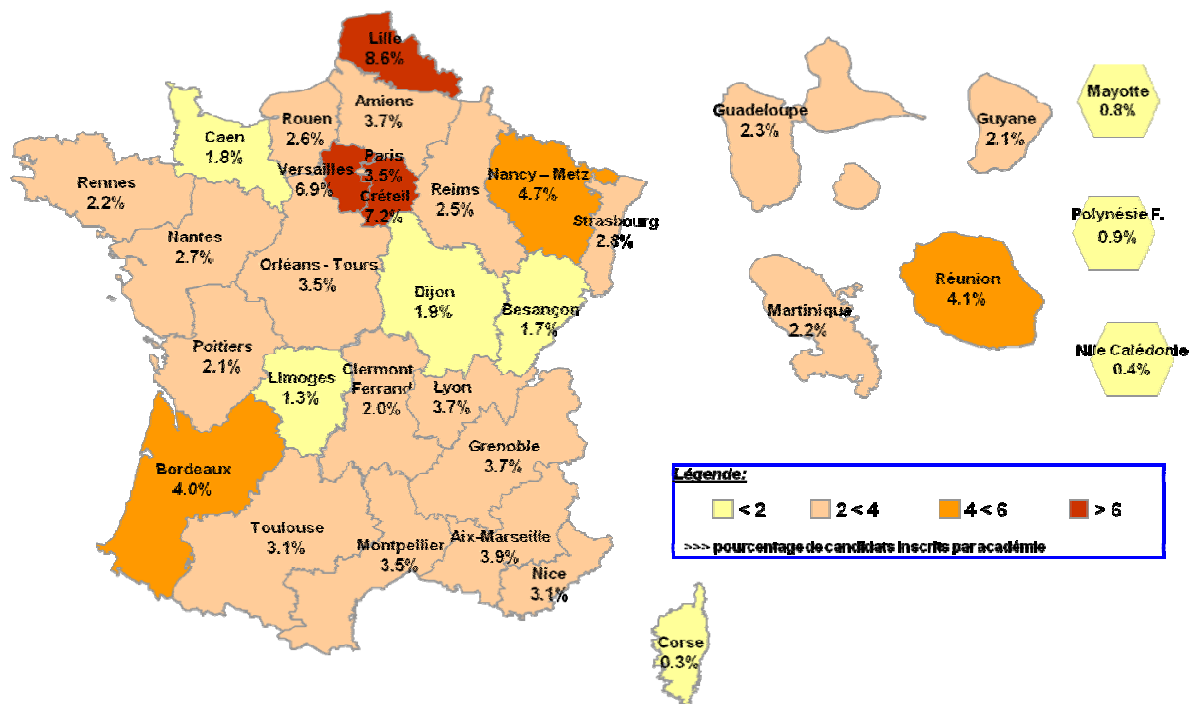 Lille
8.6%
Amiens
3.7%
Rouen
2.6%
Caen
1.8%
Paris
3.5%
Versailles
6.9%
Créteil
7.2%
Reims
2.5%
Nancy – Metz
4.7%
Strasbourg
2.8%
Rennes
2.2%
Nantes
2.7%
Orléans - Tours
3.5%
Dijon
1.9%
Besançon
1.7%
Poitiers
2.1%
Limoges
1.3%
Clermont
Ferrand
2.0%
Lyon
3.7%
Grenoble
3.7%
Bordeaux
4.0%
Toulouse
3.1%
Montpellier
3.5%
Aix-Marseille
3.9%
Nice
3.1%
Corse
0.3%
Guadeloupe
2.3%
Guyane
2.1%
Mayotte
0.8%
Polynésie F.
0.9%
Martinique
2.2%
Réunion
4.1%
Nlle Calédonie
0.4%
Légende:
< 2
2 < 4
4 < 6
> 6
>>> pourcentage de candidats inscrits par académie